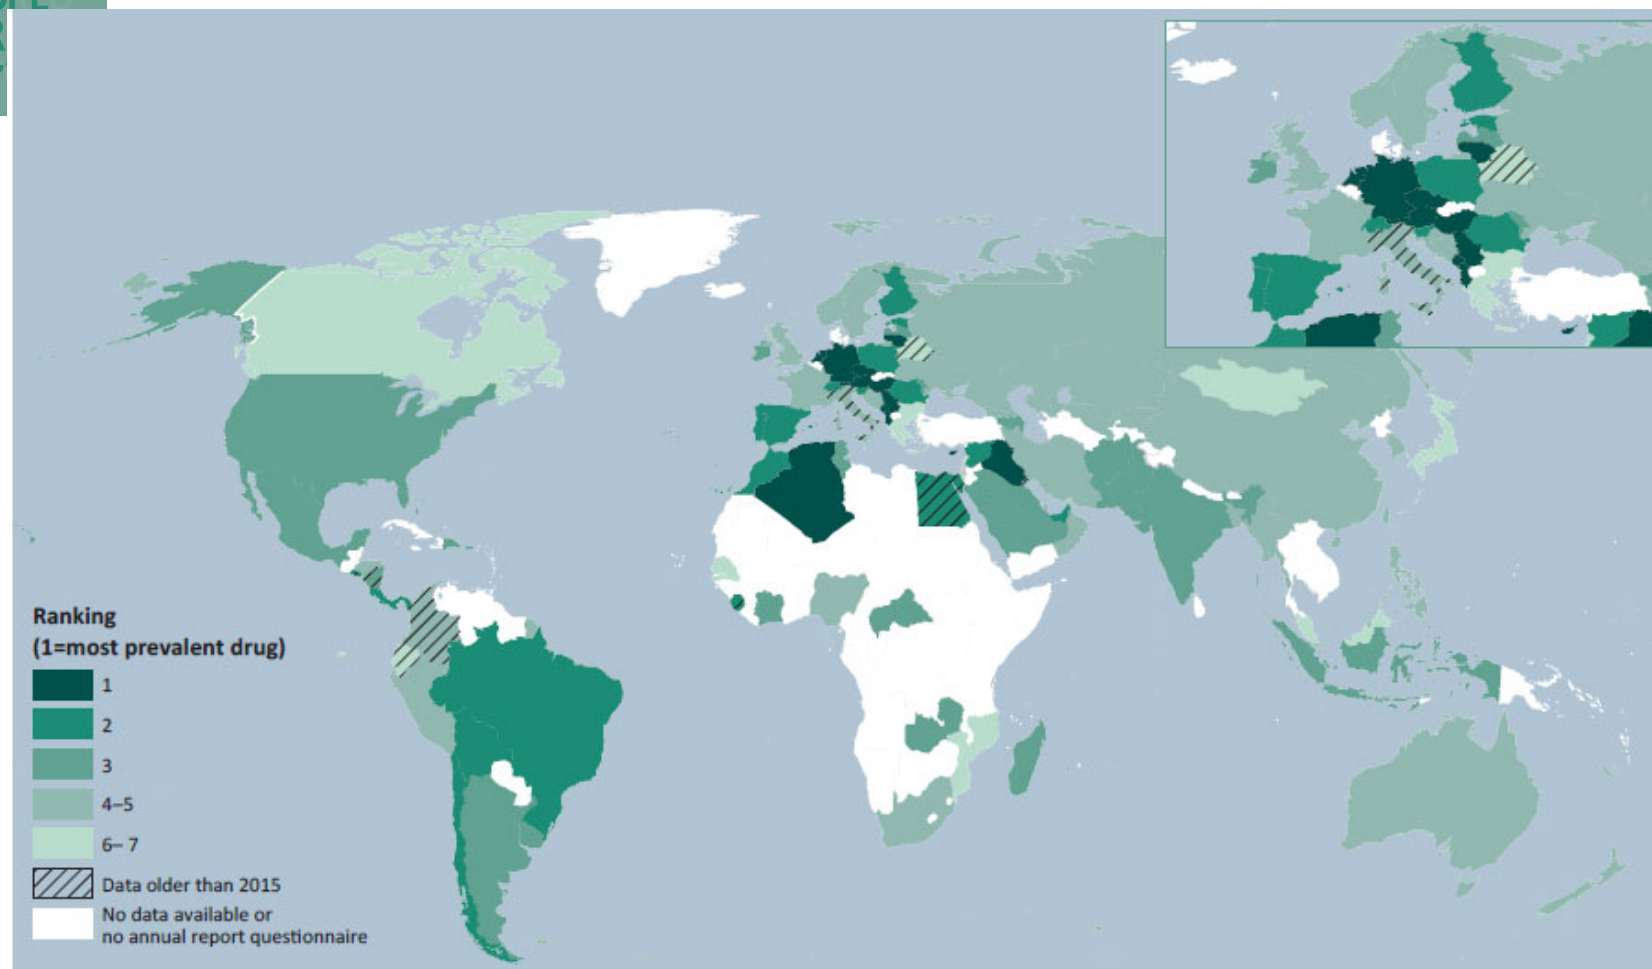 Ranking
(1=most prevalent drug)
1
2
3
4–5
6– 7
Data older than 2015
No data available or
no annual report questionnaire